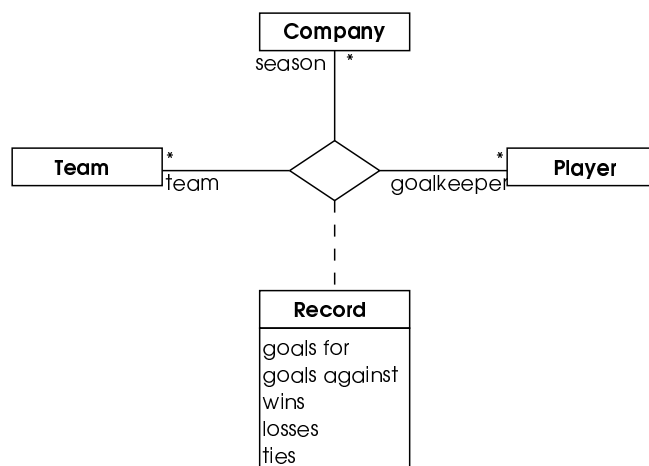 Company
season *
Team * * Player
team goalkeeper
Record
goals for
goals against
wins
losses
ties